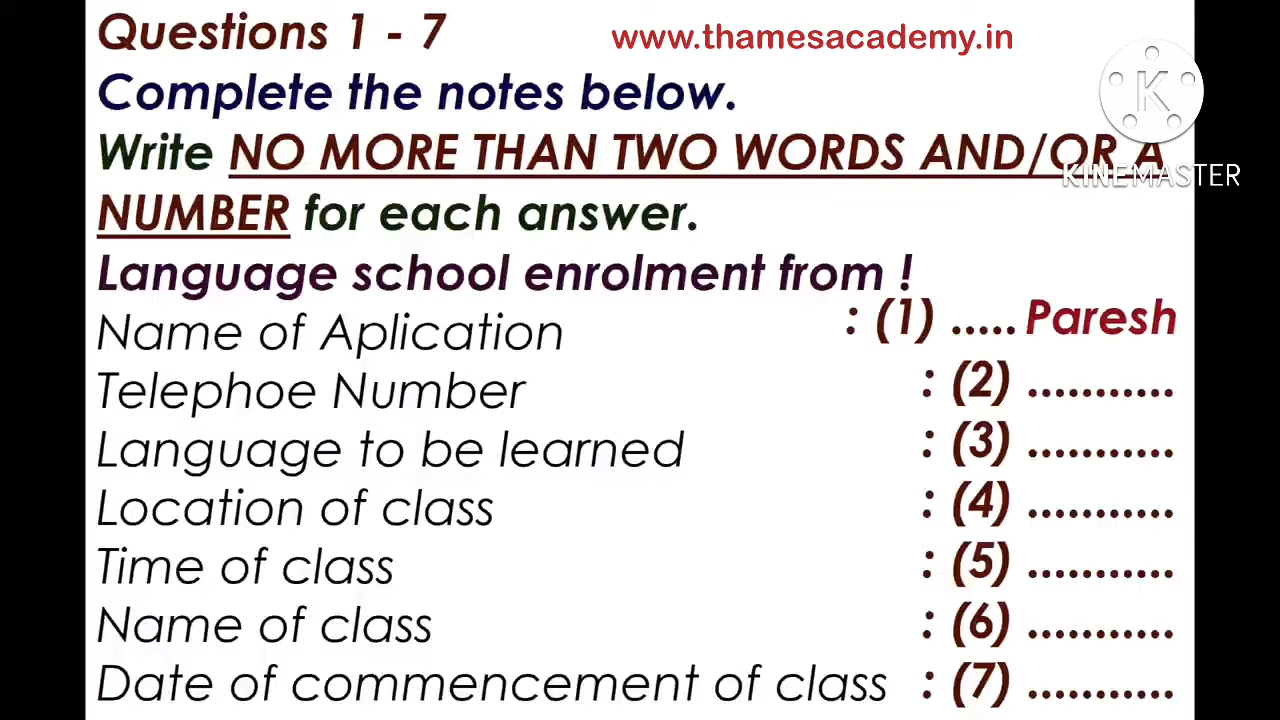 Questions 1 - 7
www.thamesacademy.in
Complete the notes below.
Write NO MORE THAN TWO WORDS AND/OR A
NUMBER for each answer.
K
KINEMASTER
Language school enrolment from !
Name of Aplication : (1) ..... Paresh
Telephoe Number : (2) ...........
Language to be learned : (3) ...........
Location of class : (4) ...........
Time of class : (5) ...........
Name of class : (6) ...........
Date of commencement of class : (7) ...........